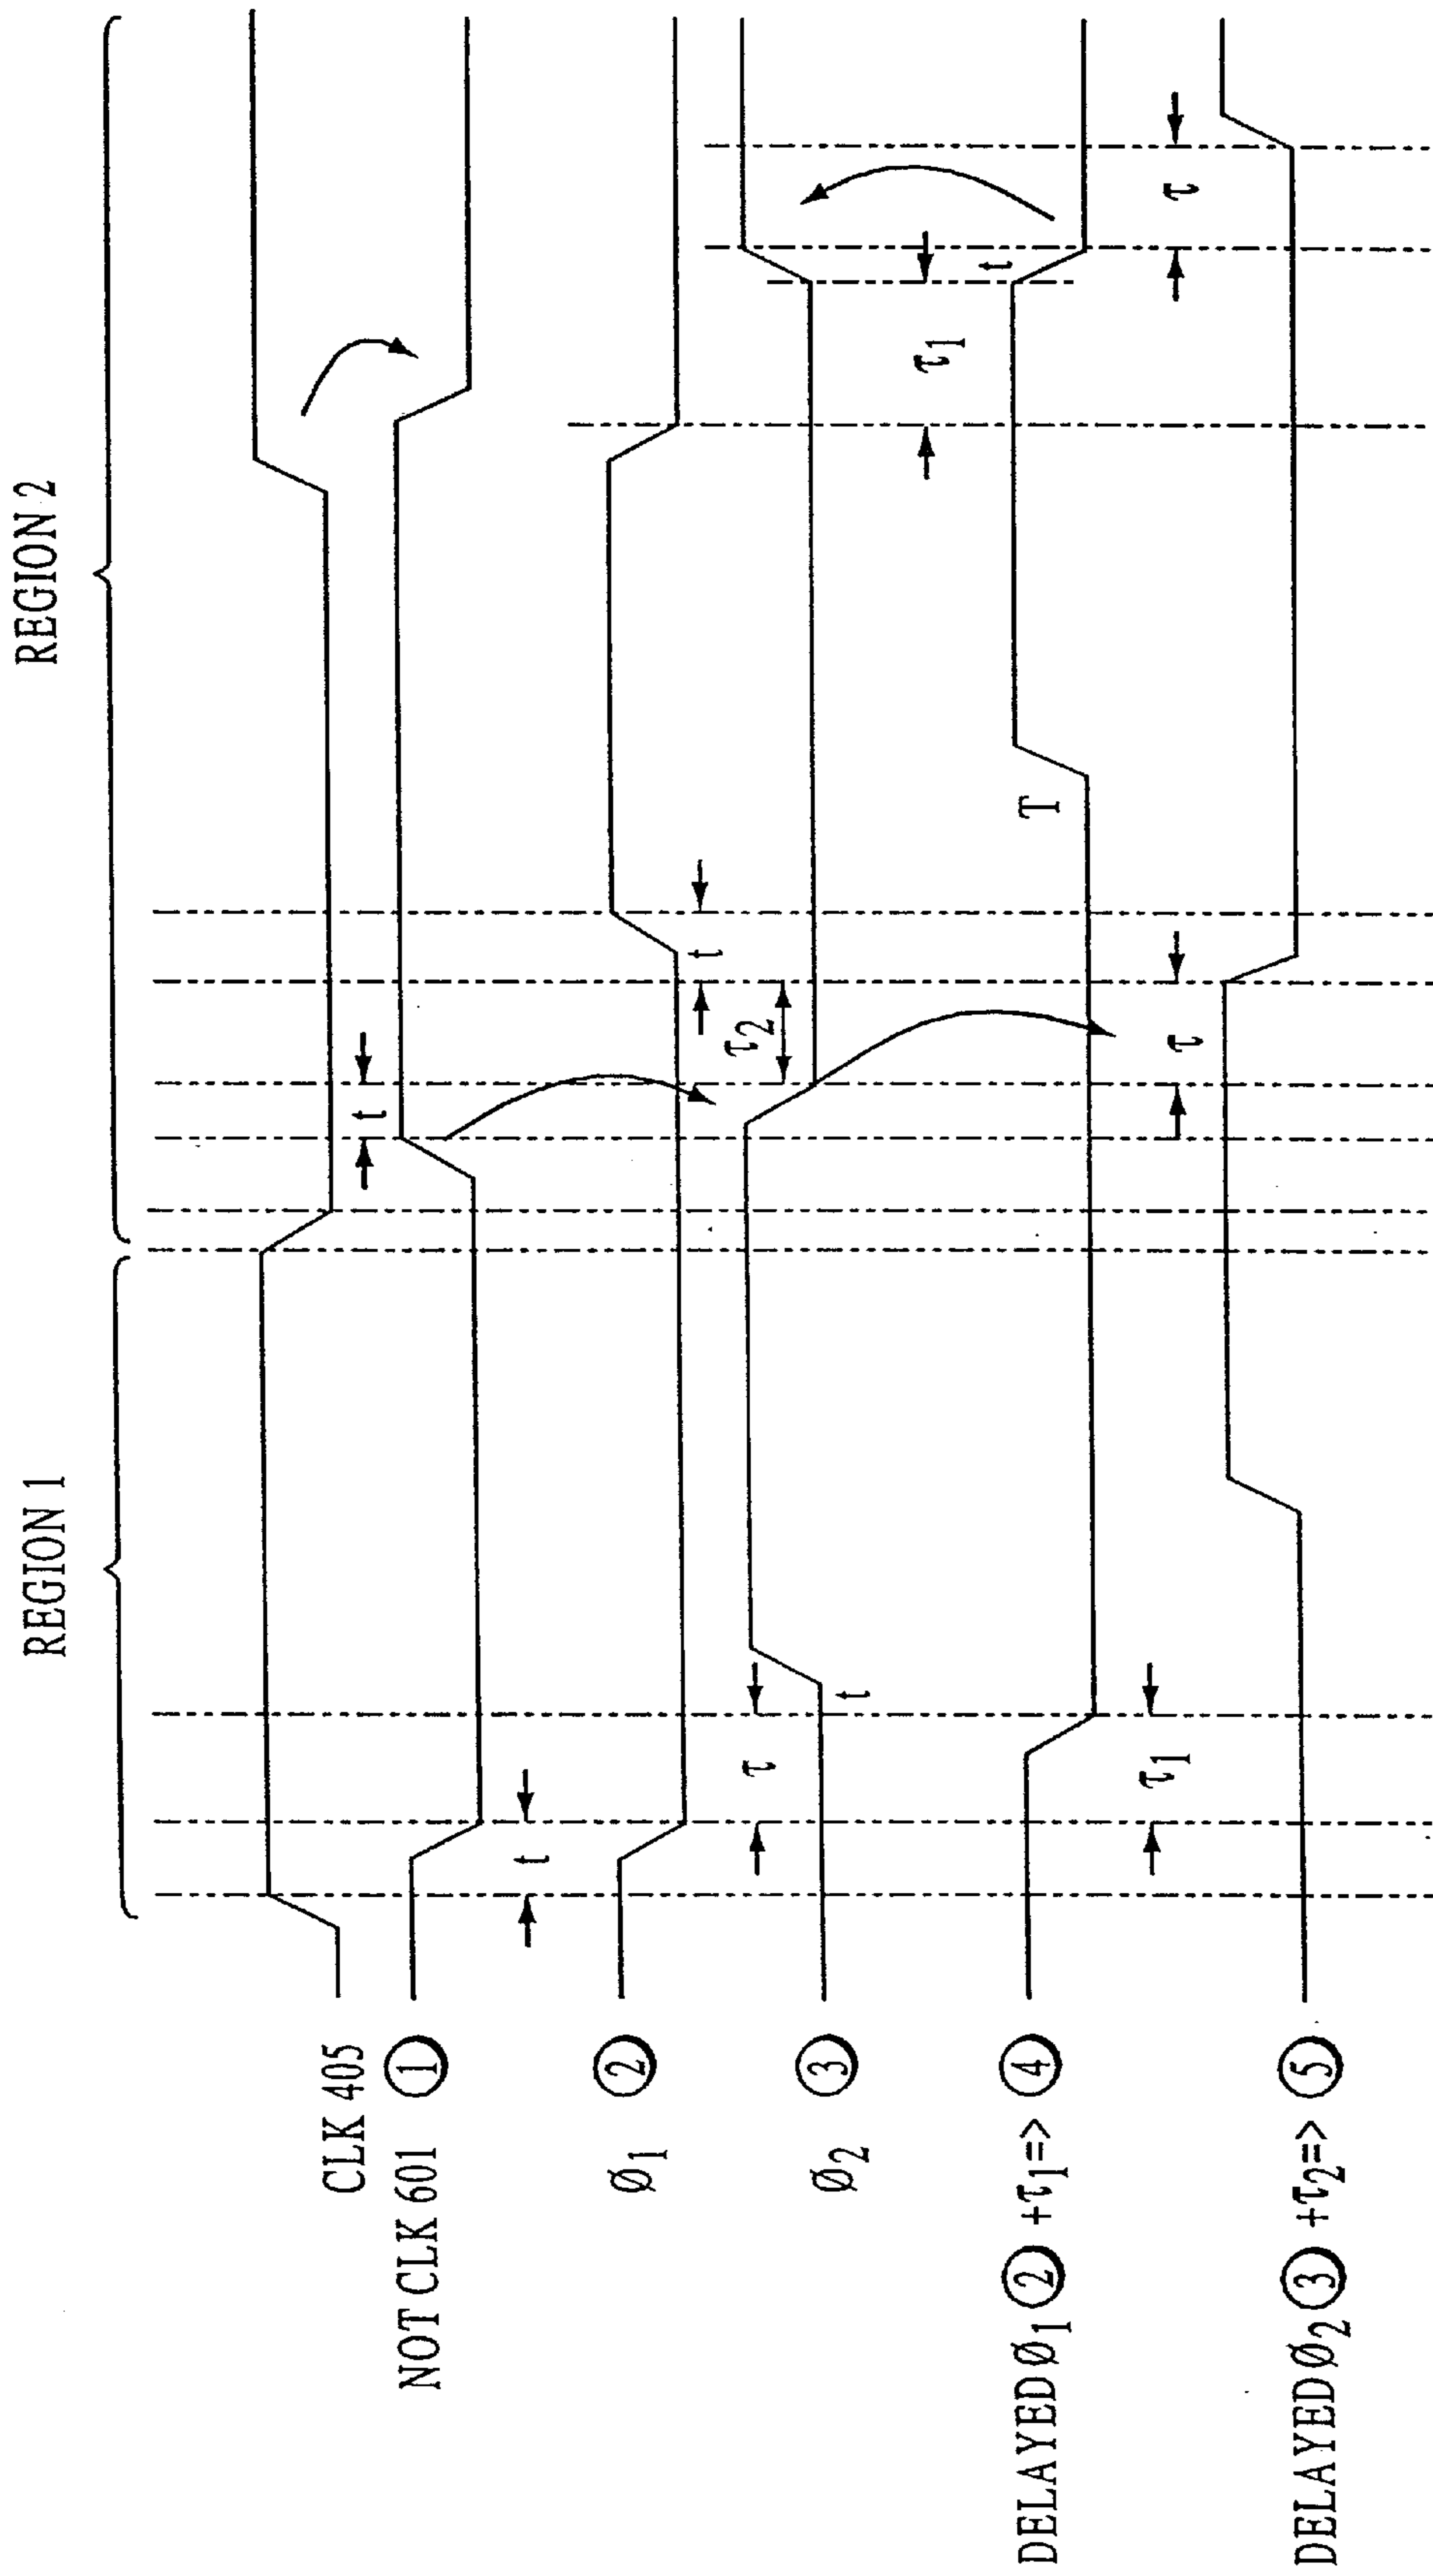 REGION 1
REGION 2
CLK 405
NOT CLK 601 ①
t
t
Ø1 ②
t
τ
τ2
τ1
Ø2 ③
t
t
DELAYED Ø1 ② +τ1=> ④
T
τ1
τ
τ
DELAYED Ø2 ③ +τ2=> ⑤